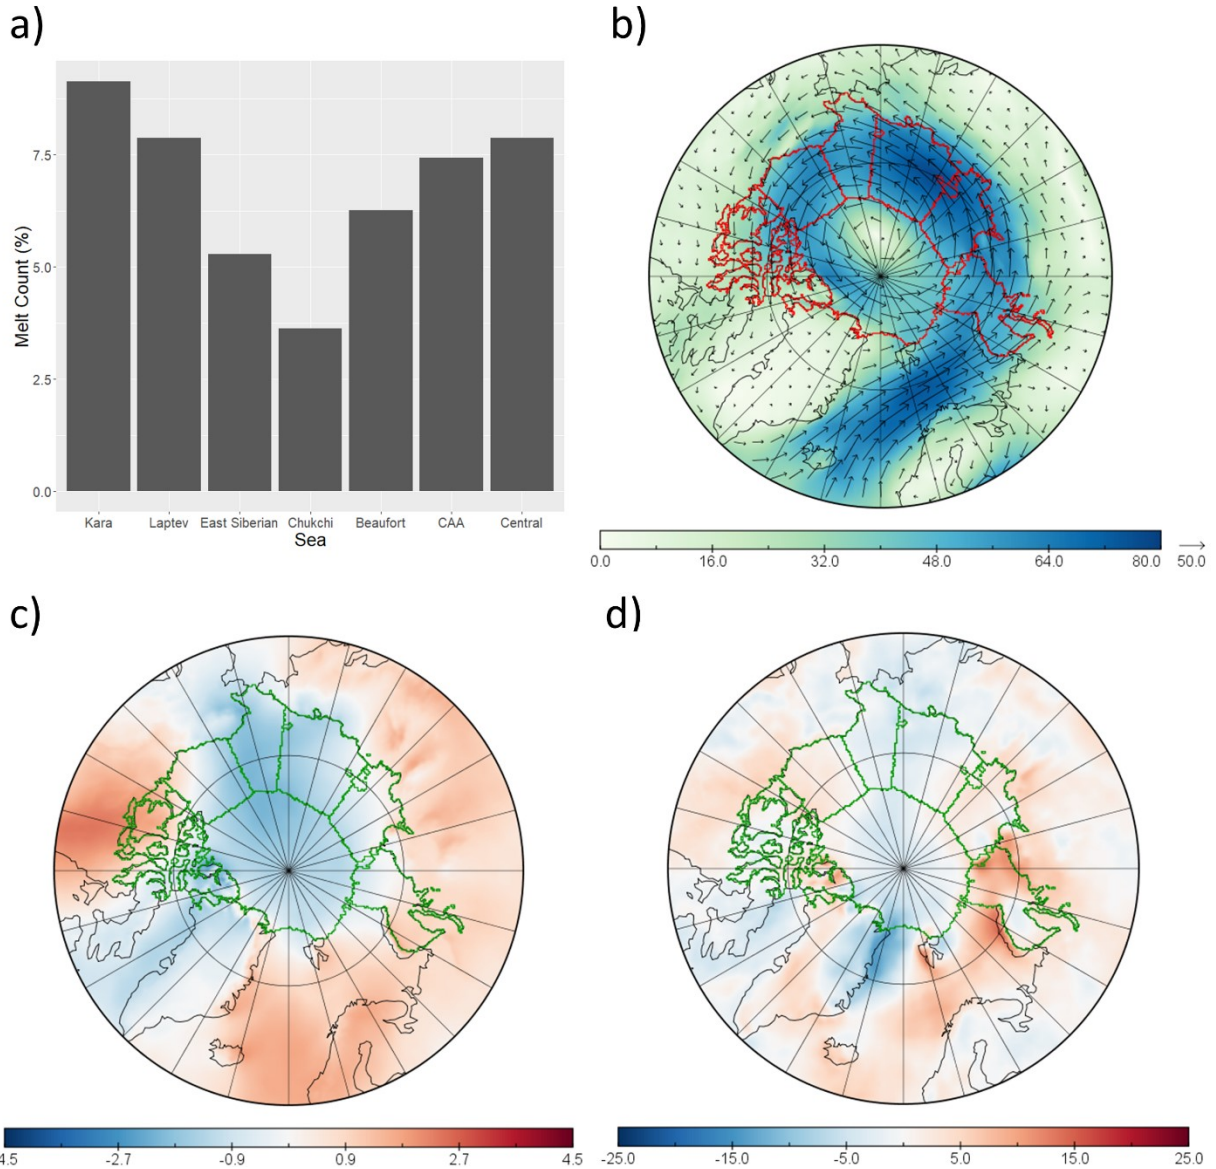 a)
b)
7.5
5.0
2.5
0.0
Melt Count (%)
Kara Laptev East Siberian Chukchi Beaufort CAA Central
Sea
0.0 16.0 32.0 48.0 64.0 80.0 50.0
c)
d)
4.5 -2.7 -0.9 0.9 2.7 4.5
-25.0 -15.0 -5.0 5.0 15.0 25.0